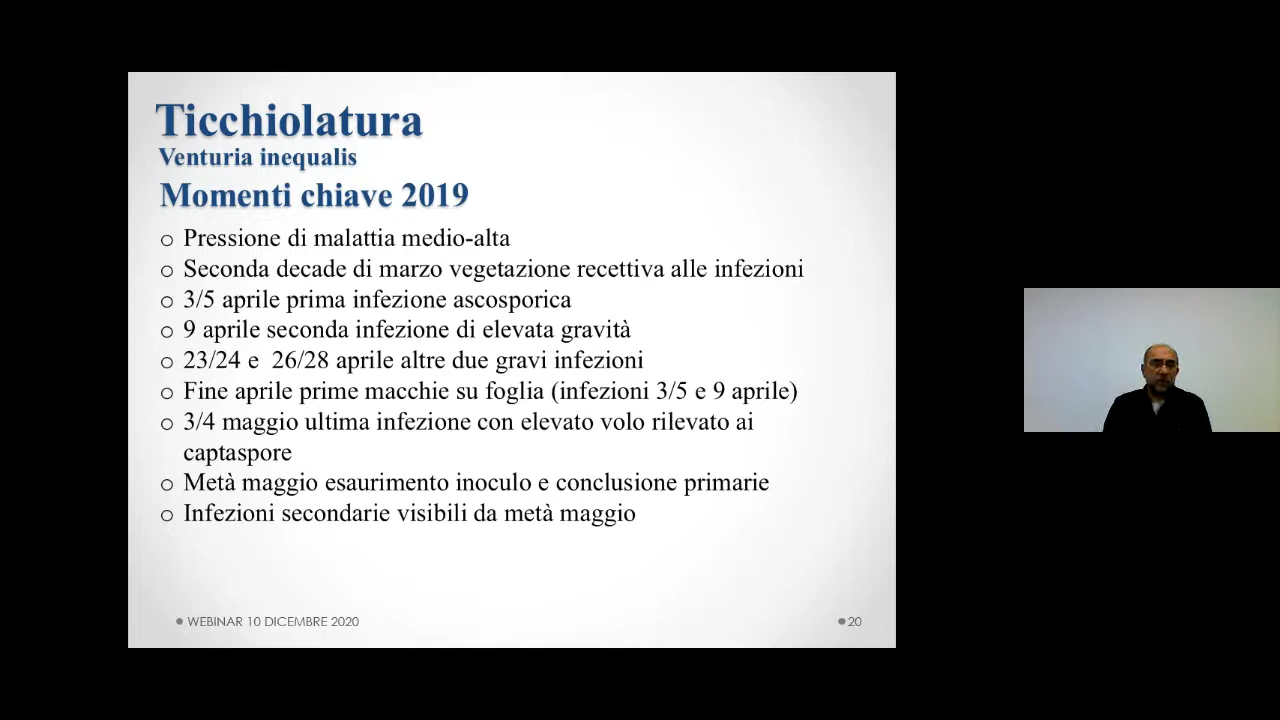 Ticchiolatura
Venturia inequalis
Momenti chiave 2019
o Pressione di malattia medio-alta
o Seconda decade di marzo vegetazione recettiva alle infezioni
o 3/5 aprile prima infezione ascosporica
o 9 aprile seconda infezione di elevata gravità
o 23/24 e  26/28 aprile altre due gravi infezioni
o Fine aprile prime macchie su foglia (infezioni 3/5 e 9 aprile)
o 3/4 maggio ultima infezione con elevato volo rilevato ai
captaspore
o Metà maggio esaurimento inoculo e conclusione primarie
o Infezioni secondarie visibili da metà maggio
● WEBINAR 10 DICEMBRE 2020
● 20